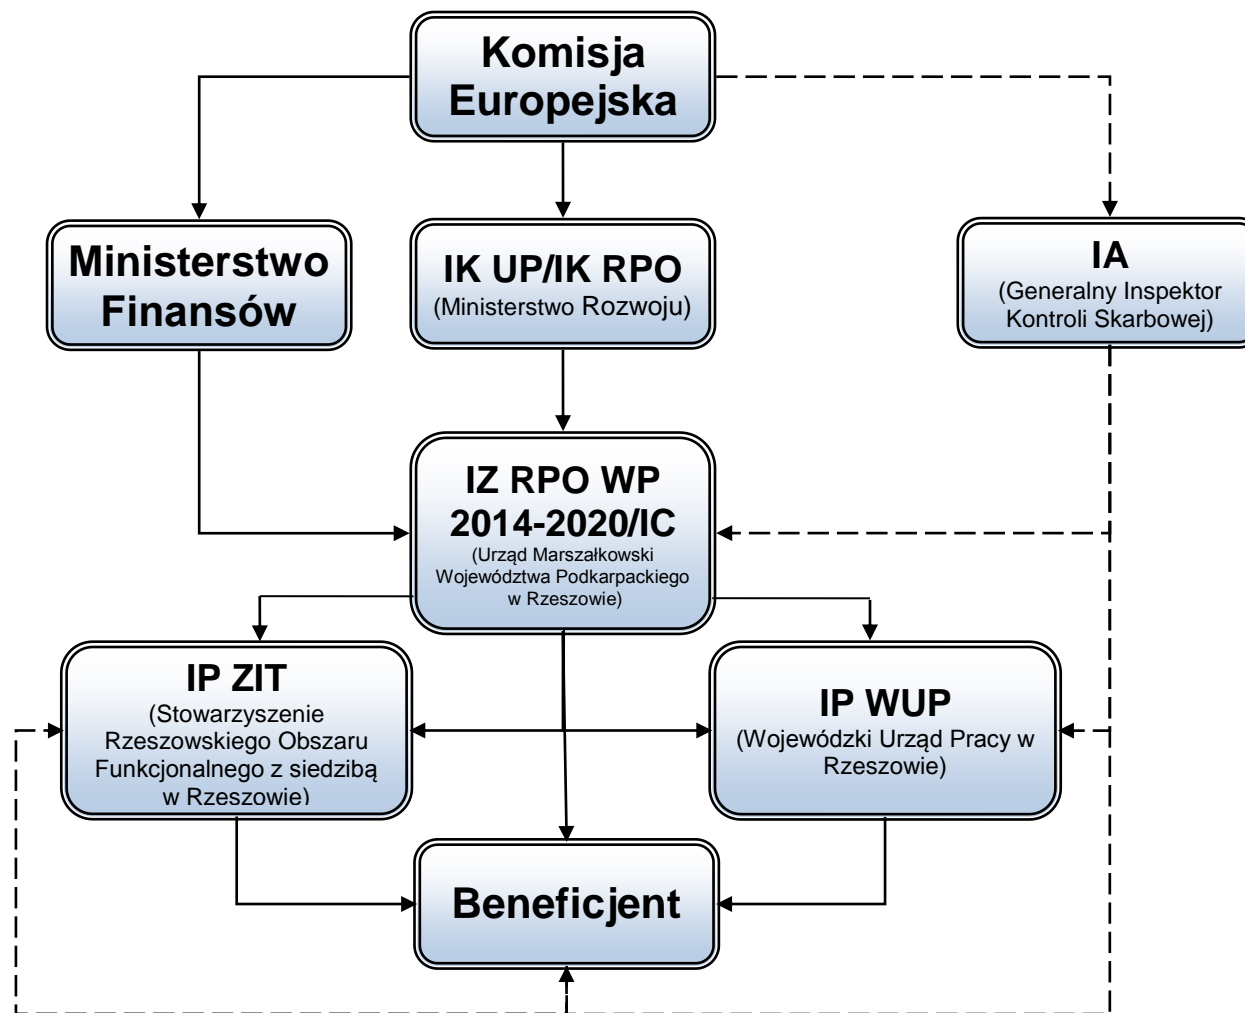 Komisja
Europejska
Ministerstwo
Finansów
IK UP/IK RPO
(Ministerstwo Rozwoju)
IA
(Generalny Inspektor
Kontroli Skarbowej)
IZ RPO WP
2014-2020/IC
(Urząd Marszałkowski
Województwa Podkarpackiego
w Rzeszowie)
IP ZIT
(Stowarzyszenie
Rzeszowskiego Obszaru
Funkcjonalnego z siedzibą
w Rzeszowie)
IP WUP
(Wojewódzki Urząd Pracy w
Rzeszowie)
Beneficjent